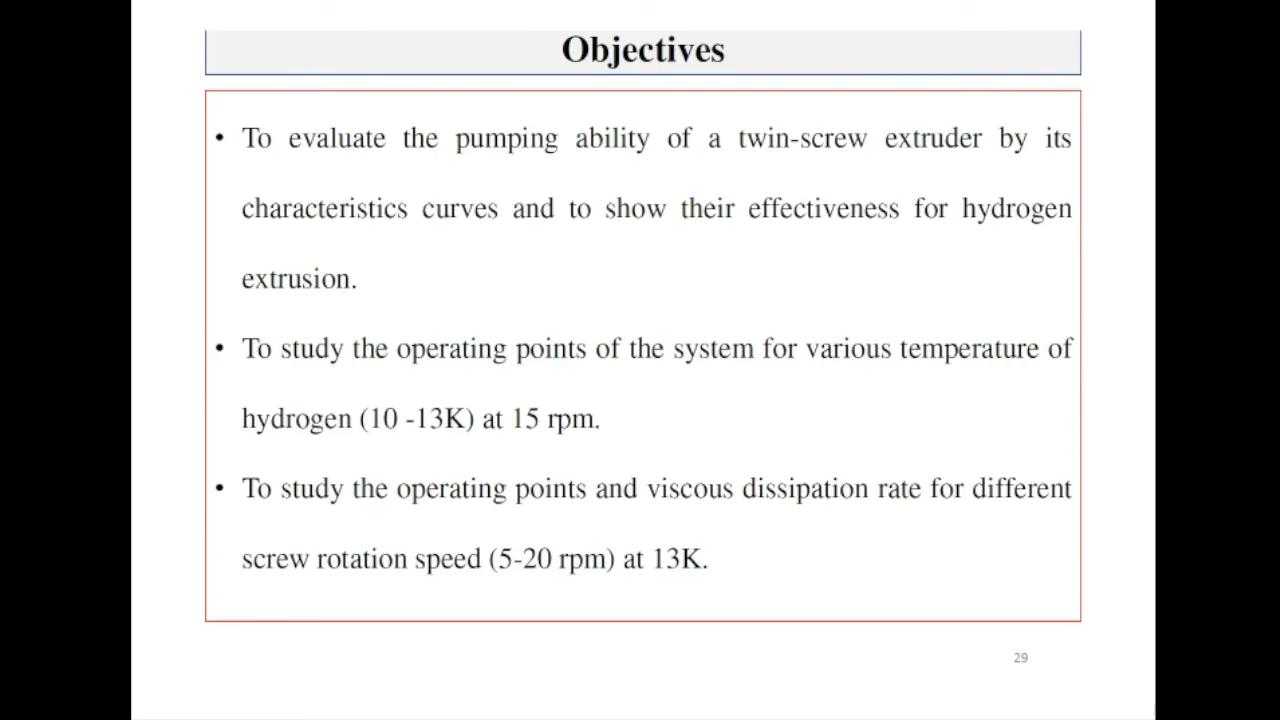 Objectives
• To evaluate the pumping ability of a twin-screw extruder by its
characteristics curves and to show their effectiveness for hydrogen
extrusion.
• To study the operating points of the system for various temperature of
hydrogen (10 -13K) at 15 rpm.
• To study the operating points and viscous dissipation rate for different
screw rotation speed (5-20 rpm) at 13K.
29